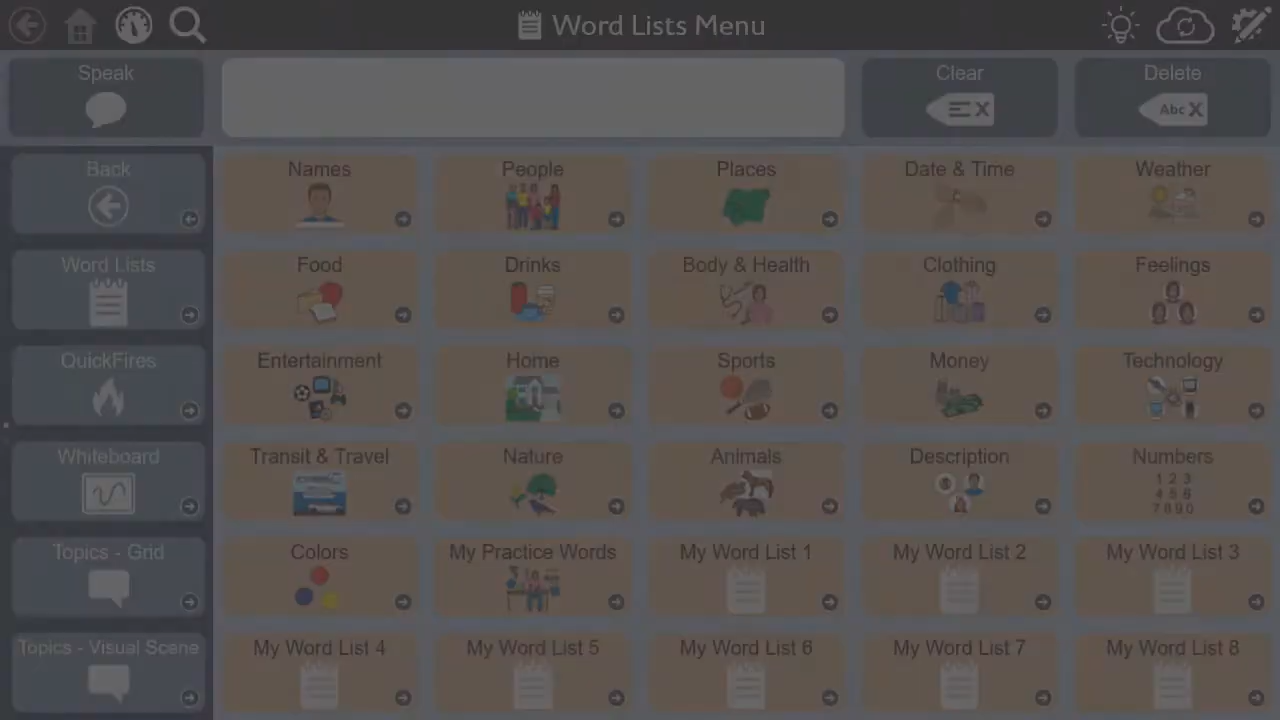 Word Lists Menu
Speak
Clear
Delete
Abc X
Back
Names
People
Places
Date & Time
Weather
Word Lists
Food
Drinks
Body & Health
Clothing
Feelings
QuickFires
Entertainment
Home
Sports
Money
Technology
Whiteboard
Transit & Travel
Nature
Animals
Description
Numbers
1 2 3
4 5 6
7 8 9 0
Topics - Grid
Colors
My Practice Words
My Word List 1
My Word List 2
My Word List 3
Topics - Visual Scene
My Word List 4
My Word List 5
My Word List 6
My Word List 7
My Word List 8